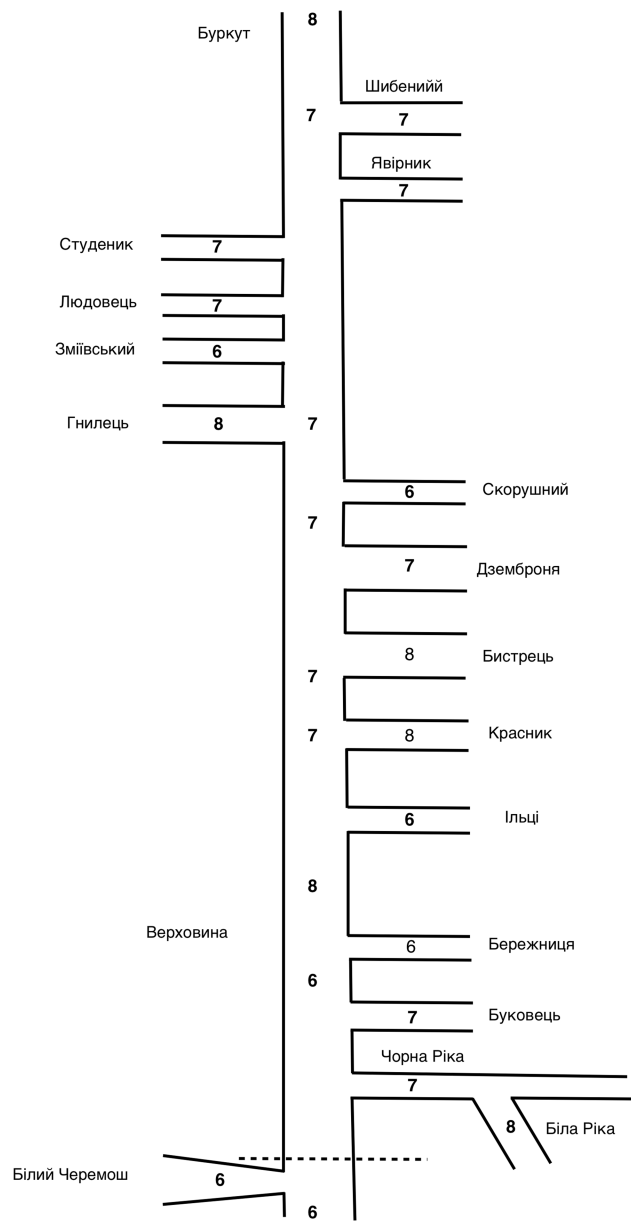 8
Буркут
Шибенийй
7
7
Явірник
7
Студеник
7
Людовець
7
Зміївський
6
Гнилець
8
7
6
Скорушний
7
7
Дземброня
8
Бистрець
7
7
8
Красник
6
Ільці
8
Верховина
6
Бережниця
6
7
Буковець
Чорна Ріка
7
8
Біла Ріка
Білий Черемош
6
6